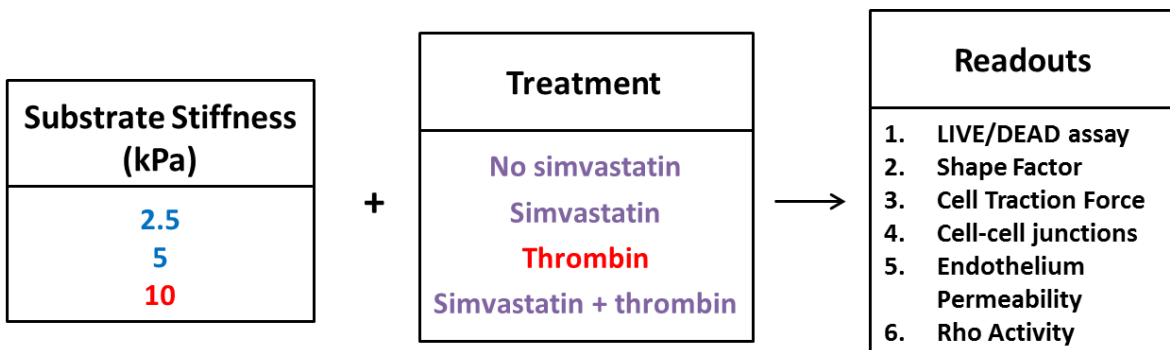 Substrate Stiffness
(kPa)
2.5
5
10
+
Treatment
No simvastatin
Simvastatin
Thrombin
Simvastatin + thrombin
Readouts
1. LIVE/DEAD assay
2. Shape Factor
3. Cell Traction Force
4. Cell-cell junctions
5. Endothelium
Permeability
6. Rho Activity